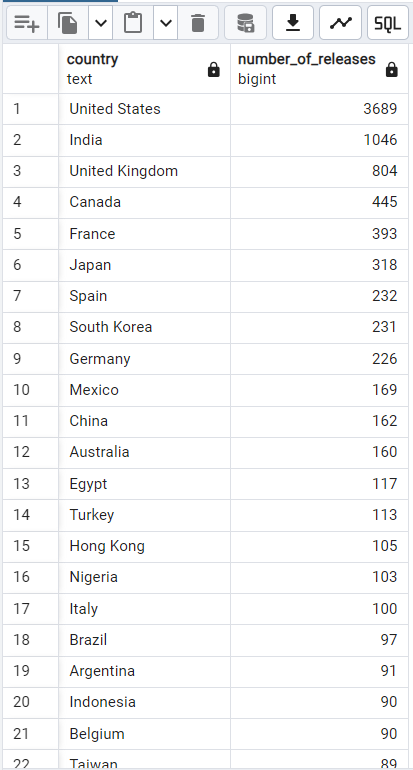 SQL
country number_of_releases
text bigint
1 United States 3689
2 India 1046
3 United Kingdom 804
4 Canada 445
5 France 393
6 Japan 318
7 Spain 232
8 South Korea 231
9 Germany 226
10 Mexico 169
11 China 162
12 Australia 160
13 Egypt 117
14 Turkey 113
15 Hong Kong 105
16 Nigeria 103
17 Italy 100
18 Brazil 97
19 Argentina 91
20 Indonesia 90
21 Belgium 90
22 Taiwan 89